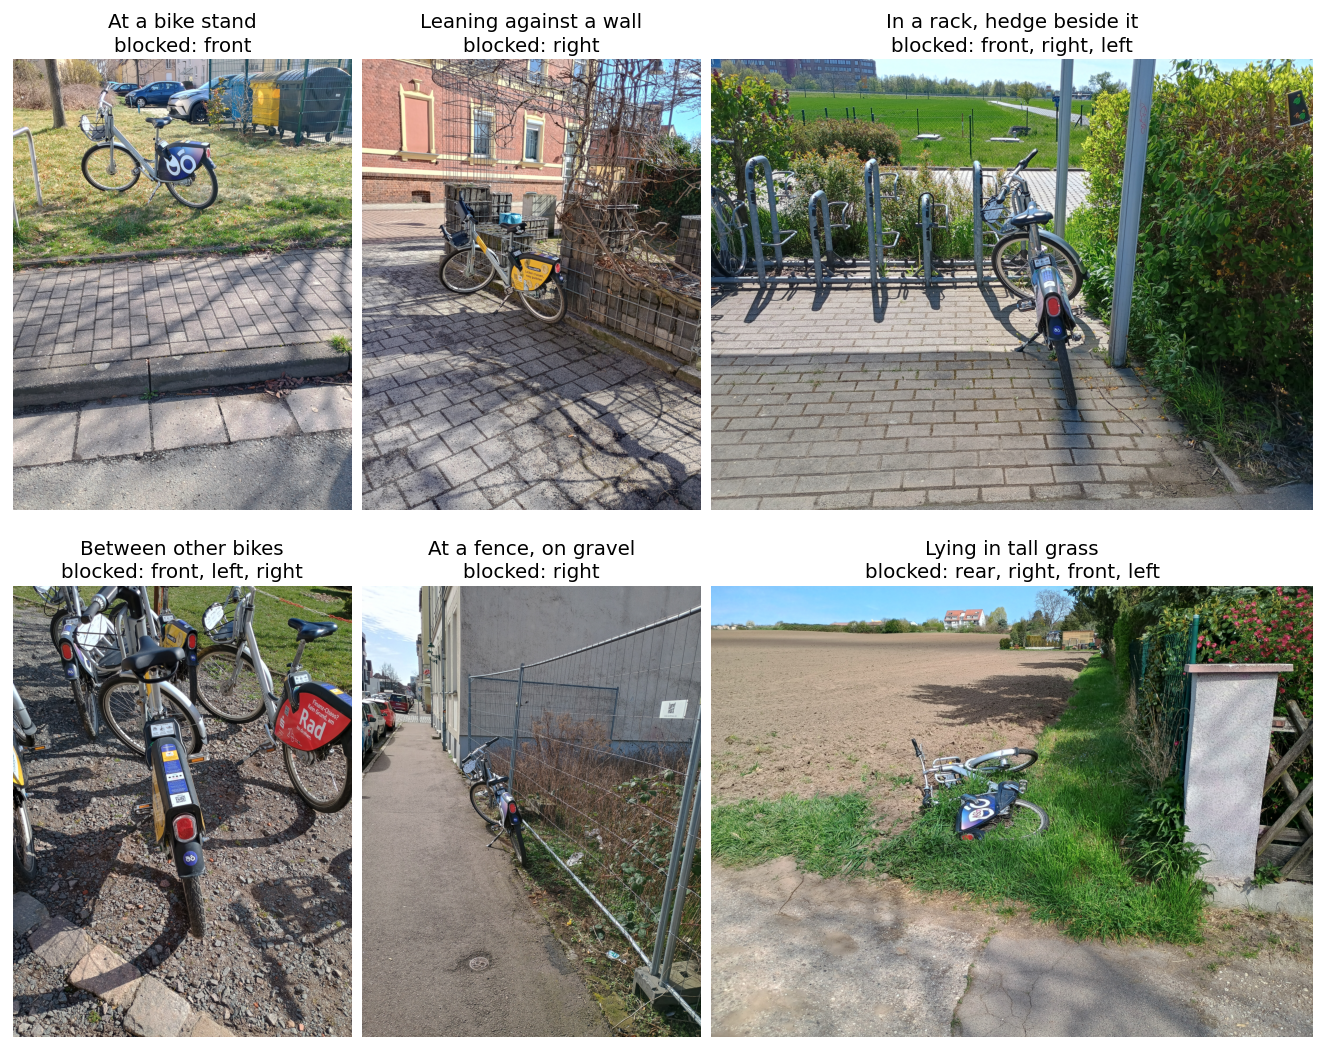 At a bike stand
blocked: front
Leaning against a wall
blocked: right
In a rack, hedge beside it
blocked: front, right, left
Between other bikes
blocked: front, left, right
Rad
At a fence, on gravel
blocked: right
Lying in tall grass
blocked: rear, right, front, left